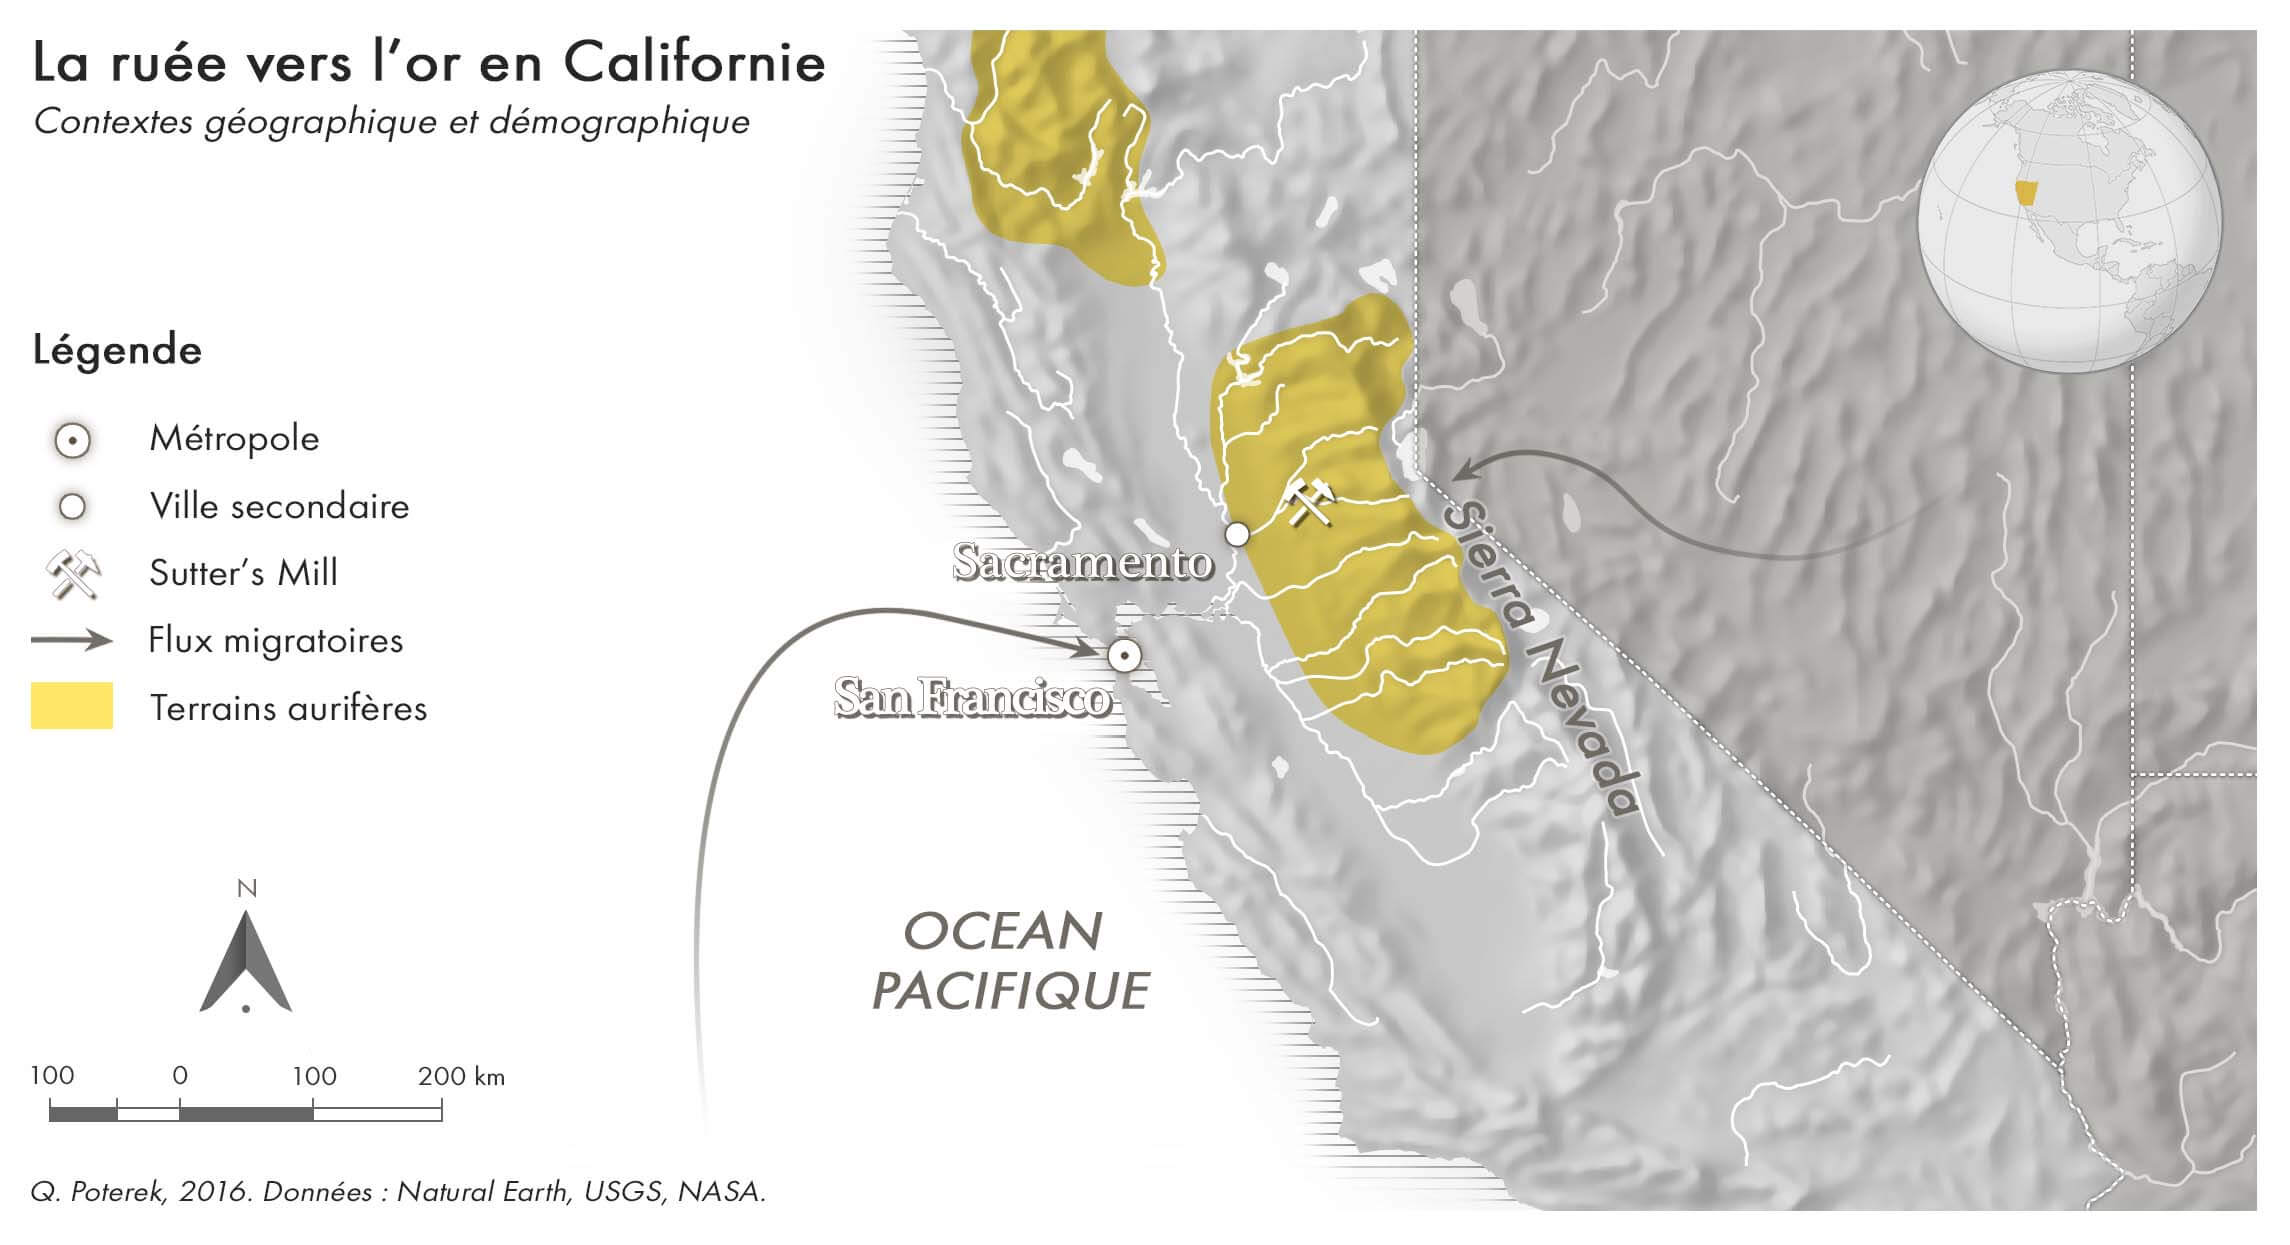 La ruée vers l’or en Californie
Contextes géographique et démographique
Légende
Métropole
Ville secondaire
Sutter’s Mill
Flux migratoires
Terrains aurifères
N
100 0 100 200 km
Q. Poterek, 2016. Données : Natural Earth, USGS, NASA.
Sacramento
San Francisco
Sierra Nevada
OCEAN
PACIFIQUE